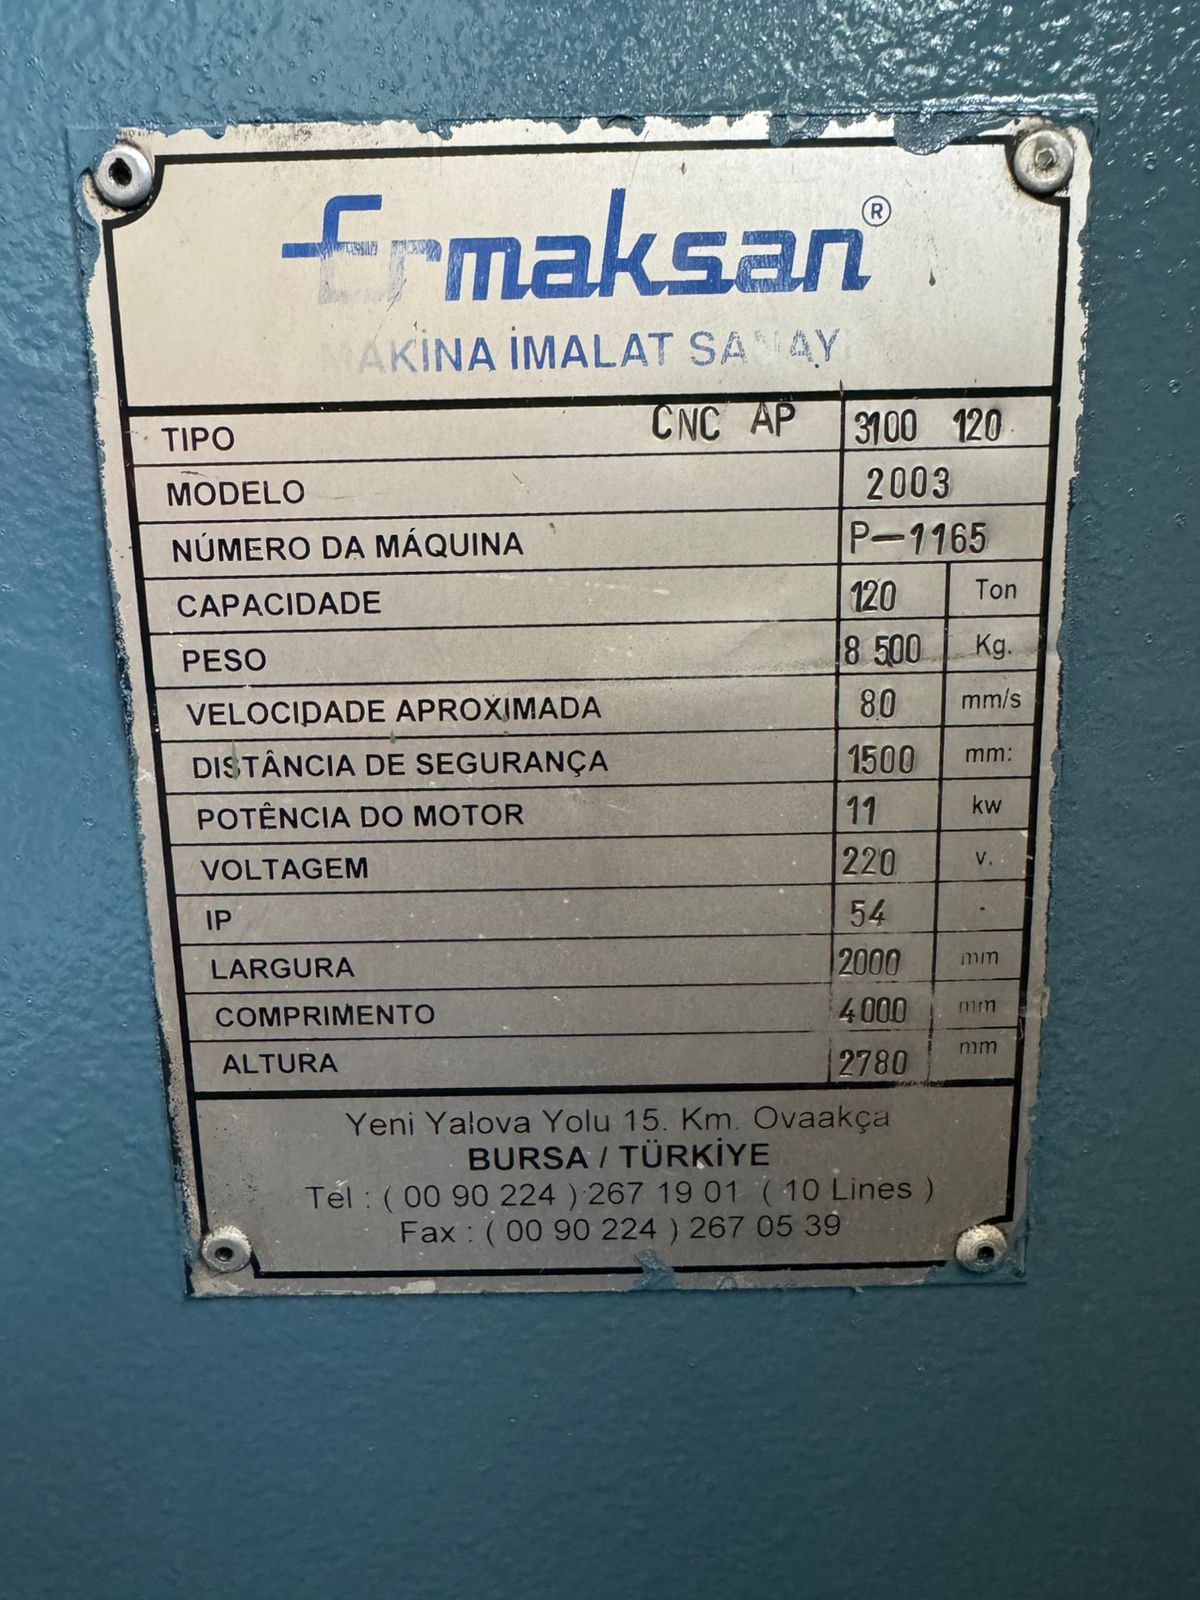 Ermaksan®
MAKİNA İMALAT SANAYİ
TIPO CNC AP 3100 120
MODELO 2003
NÚMERO DA MÁQUINA P-1165
CAPACIDADE 120 Ton
PESO 8 500 Kg.
VELOCIDADE APROXIMADA 80 mm/s
DISTÂNCIA DE SEGURANÇA 1500 mm:
POTÊNCIA DO MOTOR 11 kw
VOLTAGEM 220 v.
IP 54 -
LARGURA 2000 mm
COMPRIMENTO 4000 mm
ALTURA 2780 mm
Yeni Yalova Yolu 15. Km. Ovaakça
BURSA / TÜRKİYE
Tel : ( 00 90 224 ) 267 19 01 ( 10 Lines )
Fax : ( 00 90 224 ) 267 05 39